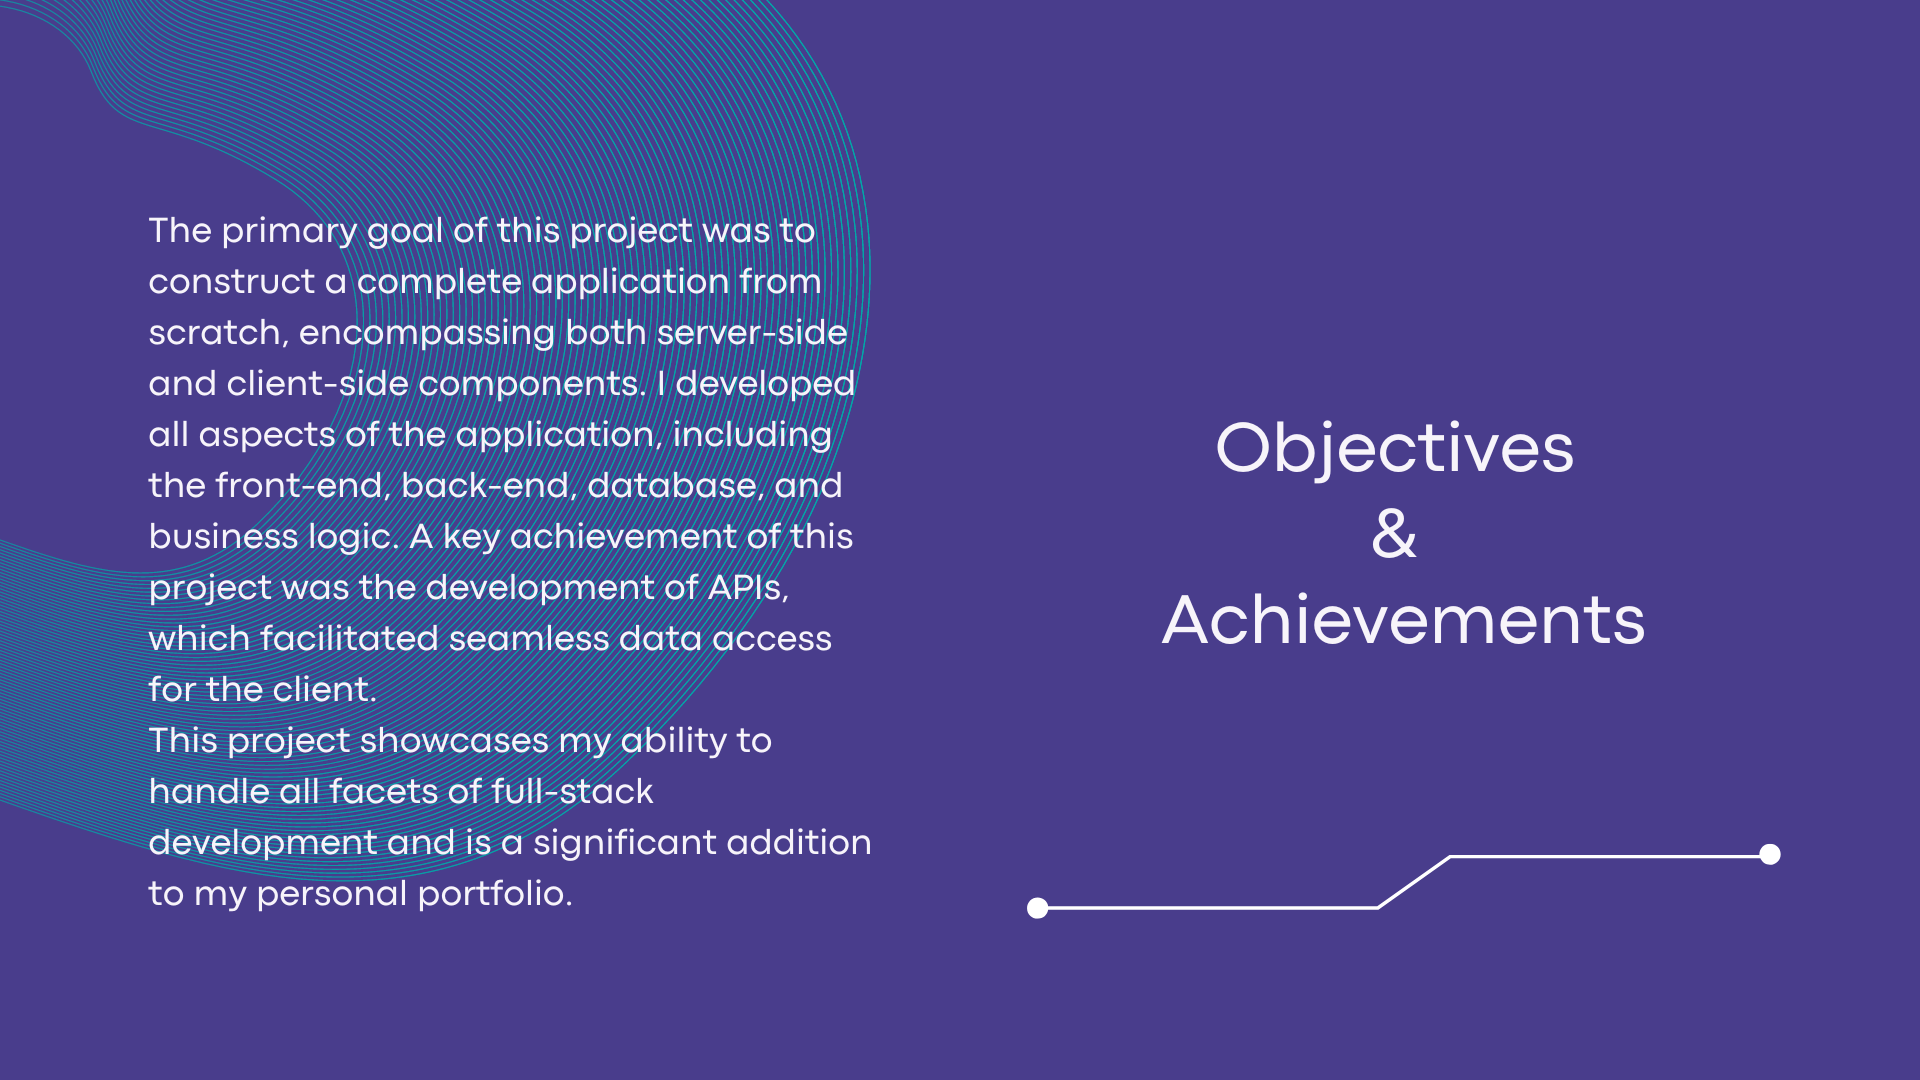 The primary goal of this project was to
construct a complete application from
scratch, encompassing both server-side
and client-side components. I developed
all aspects of the application, including
the front-end, back-end, database, and
business logic. A key achievement of this
project was the development of APIs,
which facilitated seamless data access
for the client.
This project showcases my ability to
handle all facets of full-stack
development and is a significant addition
to my personal portfolio.
Objectives
&
Achievements